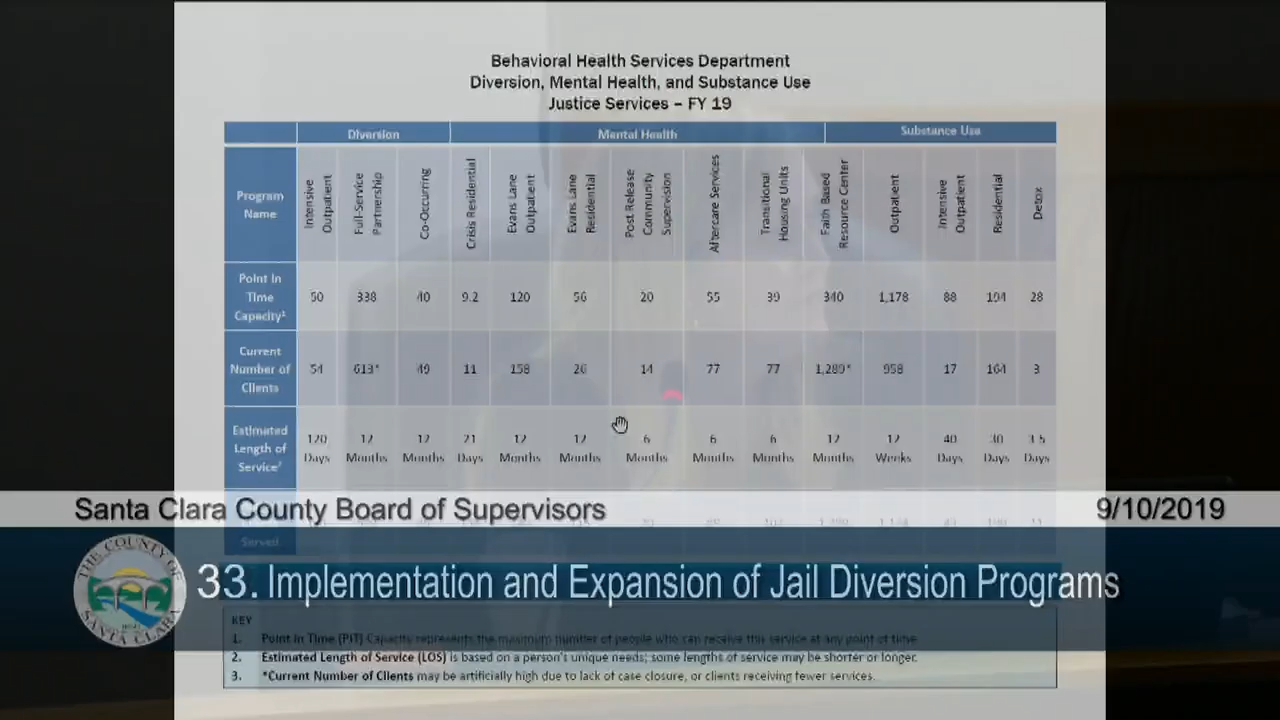 Behavioral Health Services Department
Diversion, Mental Health, and Substance Use
Justice Services – FY 19
Diversion Mental Health Substance Use
Program Name Intensive Outpatient Full-Service Partnership Co-Occurring Crisis Residential Evans Lane Outpatient Evans Lane Residential Post Release Community Supervision Aftercare Services Transitional Housing Units Faith Based Resource Center Outpatient Intensive Outpatient Residential Detox
Point In Time Capacity¹ 50 338 40 9.2 120 56 20 55 39 340 1,178 88 194 28
Current Number of Clients 54 613* 49 11 158 26 14 77 77 1,289* 958 17 164 3
Estimated Length of Service² 120 Days 12 Months 12 Months 21 Days 12 Months 12 Months 6 Months 6 Months 6 Months 12 Months 12 Weeks 40 Days 30 Days 3.5 Days
Served
Santa Clara County Board of Supervisors 9/10/2019
THE COUNTY OF SANTA CLARA
33. Implementation and Expansion of Jail Diversion Programs
KEY
1. Point In Time (PIT) Capacity represents the maximum number of people who can receive this service at any point of time
2. Estimated Length of Service (LOS) is based on a person's unique needs; some lengths of service may be shorter or longer.
3. *Current Number of Clients may be artificially high due to lack of case closure, or clients receiving fewer services.